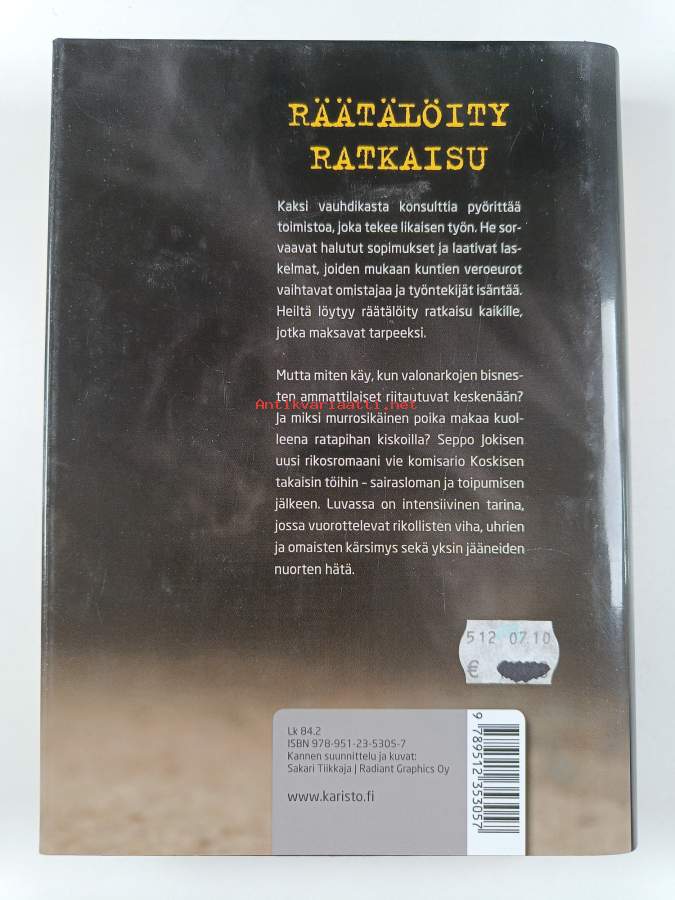 RÄÄTÄLÖITY
RATKAISU
Kaksi vauhdikasta konsulttia pyörittää
toimistoa, joka tekee likaisen työn. He sor-
vaavat halutut sopimukset ja laativat las-
kelmat, joiden mukaan kuntien veroeurot
vaihtavat omistajaa ja työntekijät isäntää.
Heiltä löytyy räätälöity ratkaisu kaikille,
jotka maksavat tarpeeksi.
Mutta miten käy, kun valonarkojen bisnes-
ten ammattilaiset riitautuvat keskenään?
Antikvariaatti.net
Ja miksi murrosikäinen poika makaa kuol-
leena ratapihan kiskoilla? Seppo Jokisen
uusi rikosromaani vie komisario Koskisen
takaisin töihin – sairasloman ja toipumisen
jälkeen. Luvassa on intensiivinen tarina,
jossa vuorottelevat rikollisten viha, uhrien
ja omaisten kärsimys sekä yksin jääneiden
nuorten hätä.
512 07.10
€
Lk 84.2
ISBN 978-951-23-5305-7
Kannen suunnittelu ja kuvat:
Sakari Tiikkaja | Radiant Graphics Oy
www.karisto.fi
9 789512 353057